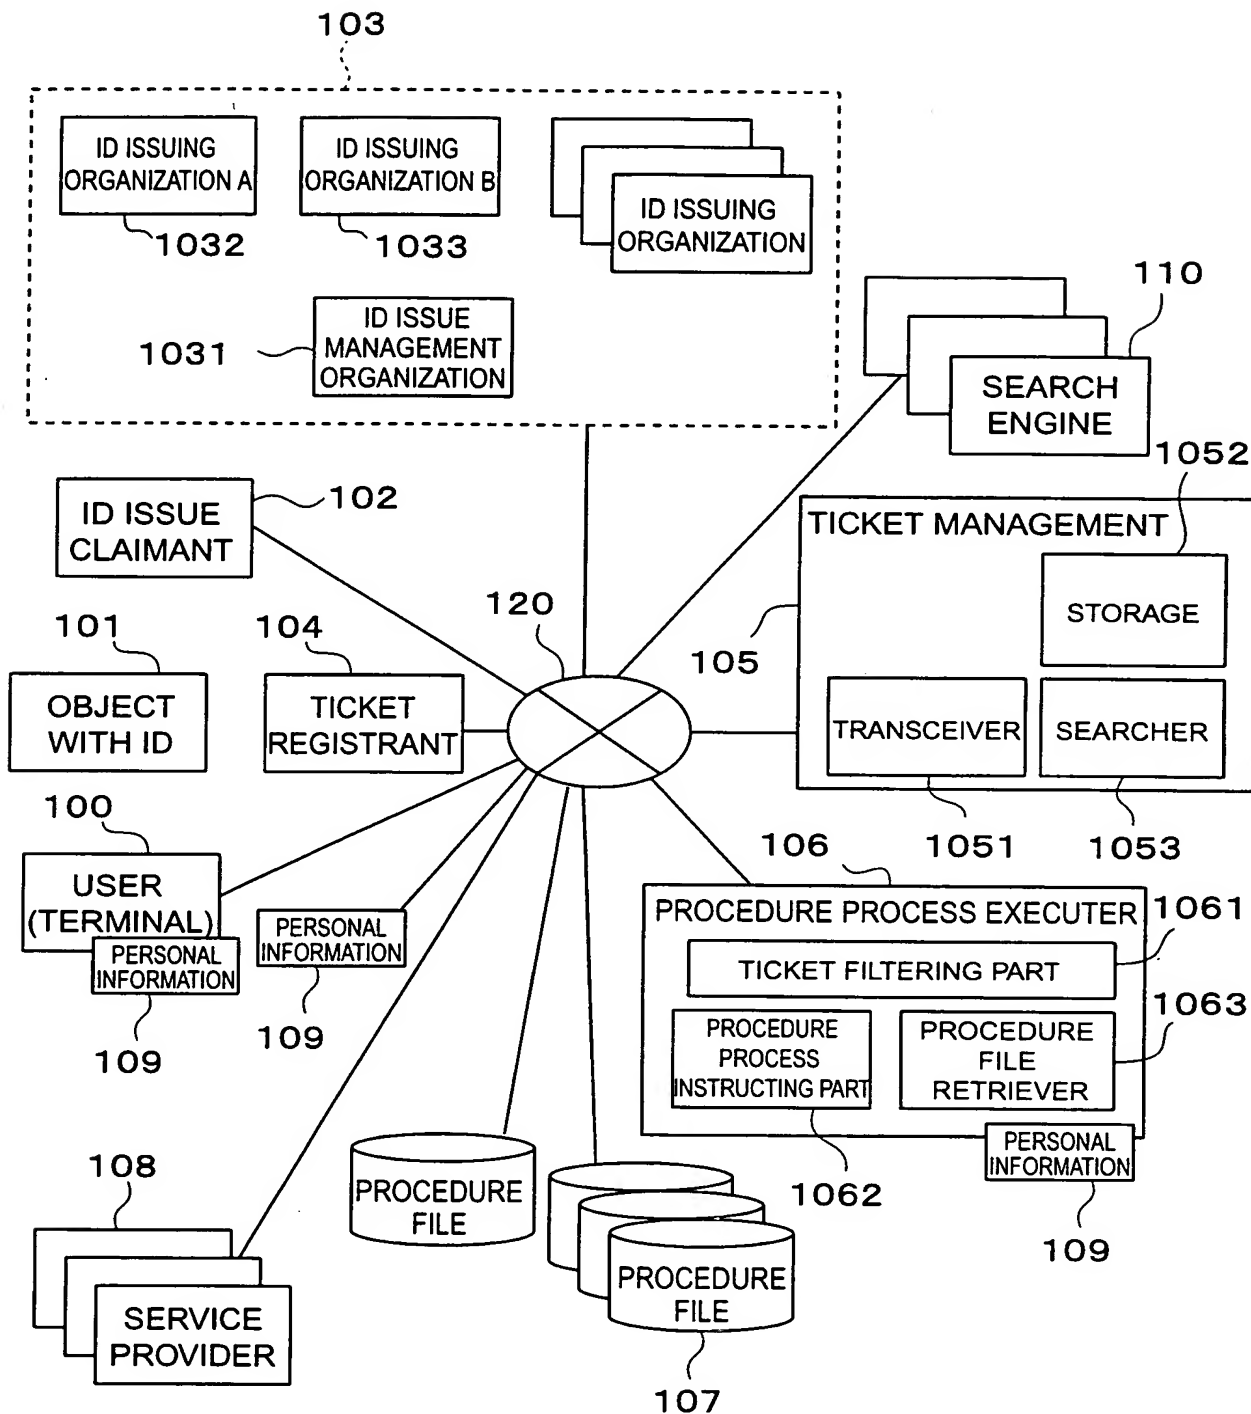 103
ID ISSUING
ORGANIZATION A
1032
ID ISSUING
ORGANIZATION B
1033
ID ISSUING
ORGANIZATION
1031
ID ISSUE
MANAGEMENT
ORGANIZATION
110
SEARCH
ENGINE
1052
ID ISSUE
CLAIMANT
102
TICKET MANAGEMENT
STORAGE
105
TRANSCEIVER
SEARCHER
1051
1053
120
101
OBJECT
WITH ID
104
TICKET
REGISTRANT
100
USER
(TERMINAL)
PERSONAL
INFORMATION
109
PERSONAL
INFORMATION
109
106
PROCEDURE PROCESS EXECUTER
1061
TICKET FILTERING PART
1063
PROCEDURE
PROCESS
INSTRUCTING PART
PROCEDURE
FILE
RETRIEVER
1062
PERSONAL
INFORMATION
109
PROCEDURE
FILE
PROCEDURE
FILE
107
108
SERVICE
PROVIDER